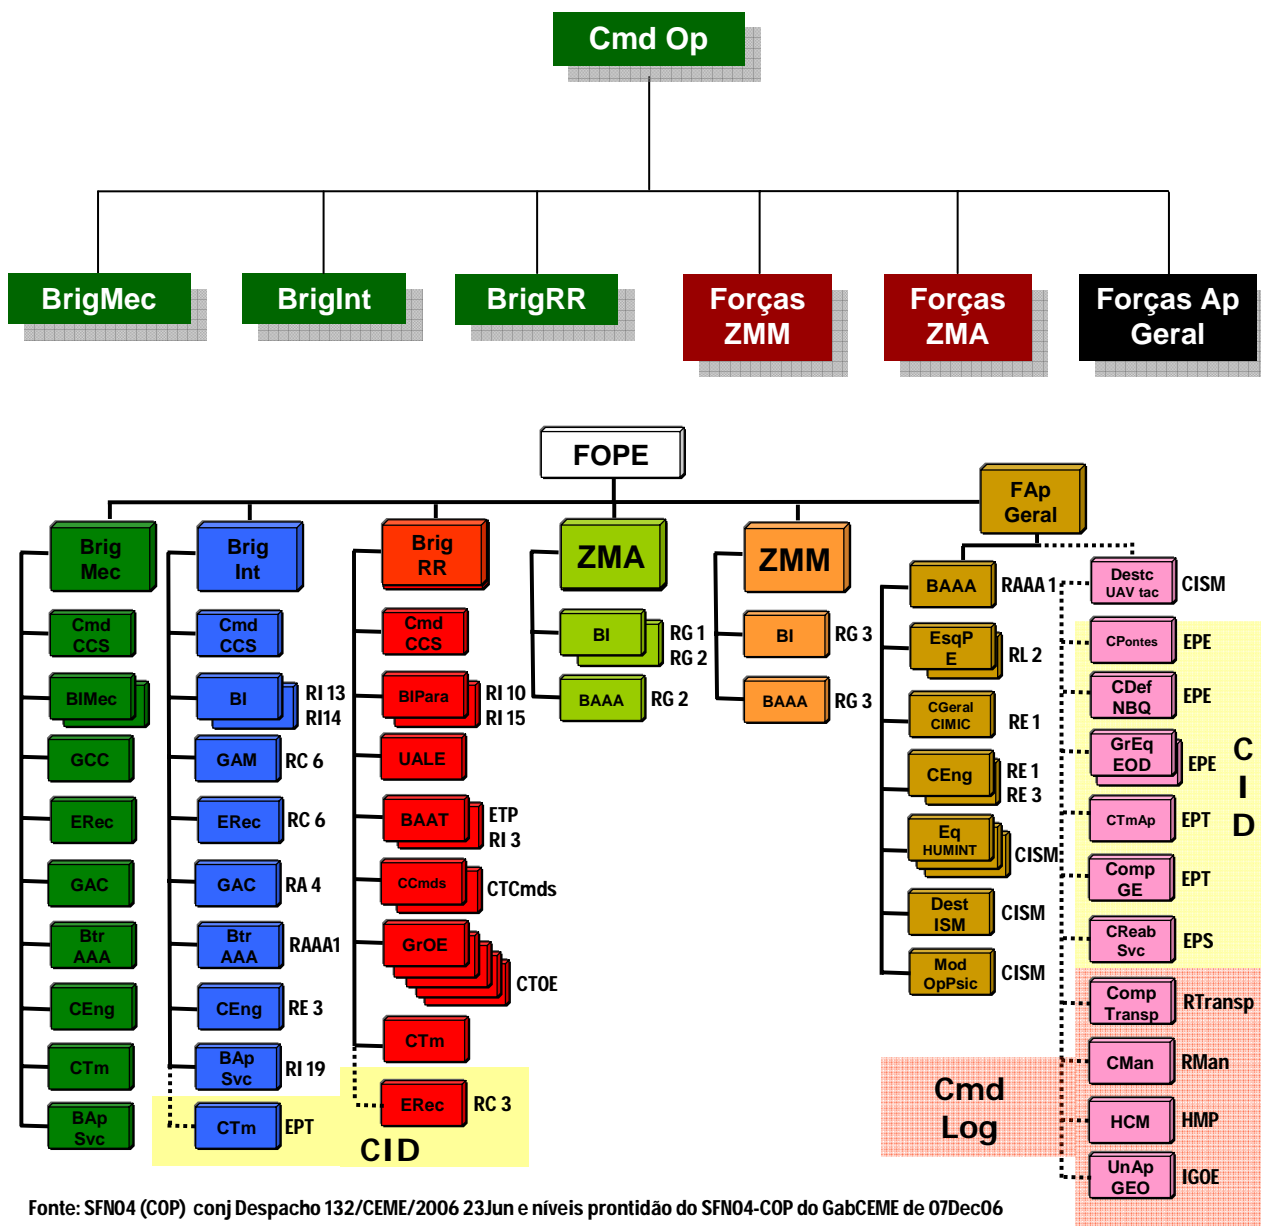 Cmd Op
BrigMec
BrigInt
BrigRR
Forças
ZMM
Forças
ZMA
Forças Ap
Geral
FOPE
Brig
Mec
Cmd
CCS
BIMec
GCC
ERec
GAC
Btr
AAA
CEng
CTm
BAp
Svc
Brig
Int
Cmd
CCS
BI
RI 13
RI14
GAM
RC 6
ERec
RC 6
GAC
RA 4
Btr
AAA
RAAA1
CEng
RE 3
BAp
Svc
RI 19
CTm
EPT
Brig
RR
Cmd
CCS
BIPara
RI 10
RI 15
UALE
BAAT
ETP
RI 3
CCmds
CTCmds
GrOE
CTOE
CTm
ERec
RC 3
CID
ZMA
BI
RG 1
RG 2
BAAA
RG 2
ZMM
BI
RG 3
BAAA
RG 3
FAp
Geral
BAAA
RAAA 1
EsqP
E
RL 2
CGeral
CIMIC
RE 1
CEng
RE 1
RE 3
Eq
HUMINT
CISM
Dest
ISM
CISM
Mod
OpPsic
CISM
Destc
UAV tac
CISM
CPontes
EPE
CDef
NBQ
EPE
GrEq
EOD
EPE
CTmAp
EPT
Comp
GE
EPT
CReab
Svc
EPS
C
I
D
Comp
Transp
RTransp
CMan
RMan
HCM
HMP
UnAp
GEO
IGOE
Cmd
Log
Fonte: SFN04 (COP) conj Despacho 132/CEME/2006 23Jun e níveis prontidão do SFN04-COP do GabCEME de 07Dec06